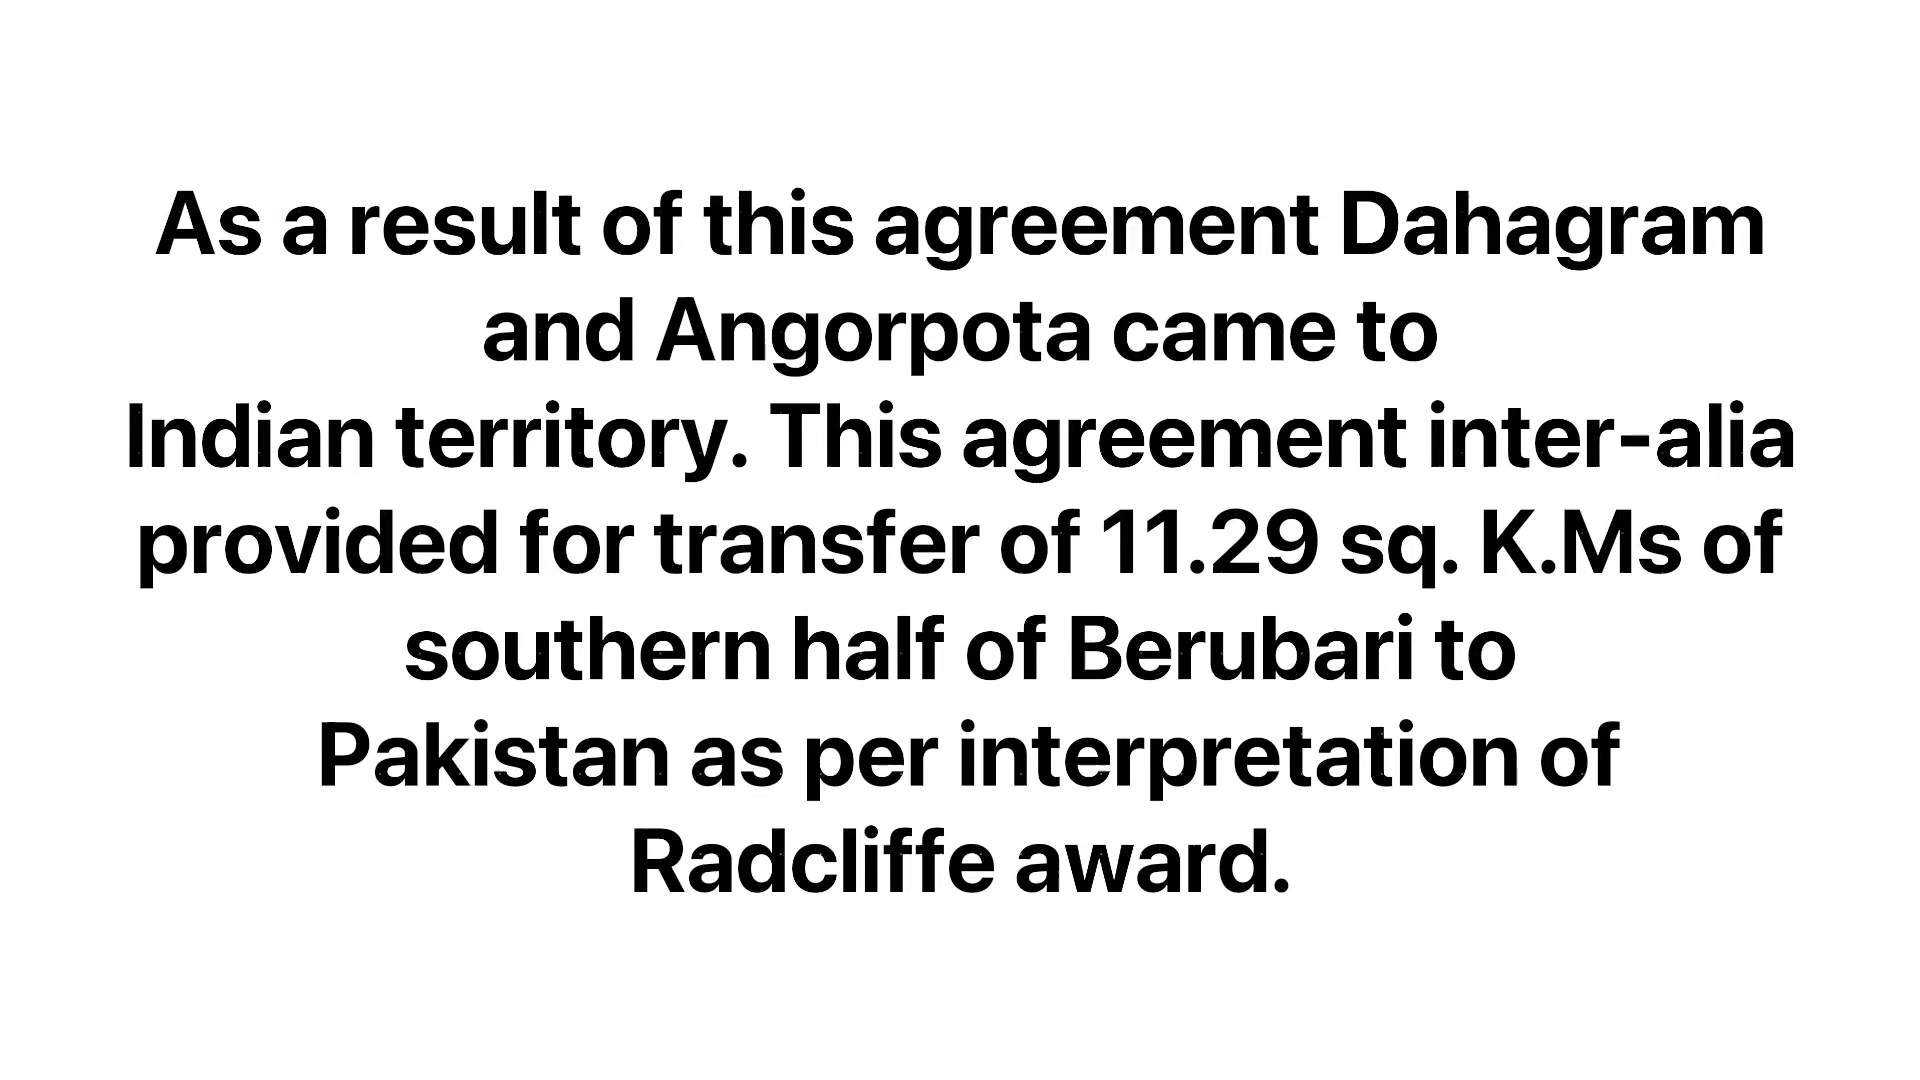 As a result of this agreement Dahagram
and Angorpota came to
Indian territory. This agreement inter-alia
provided for transfer of 11.29 sq. K.Ms of
southern half of Berubari to
Pakistan as per interpretation of
Radcliffe award.